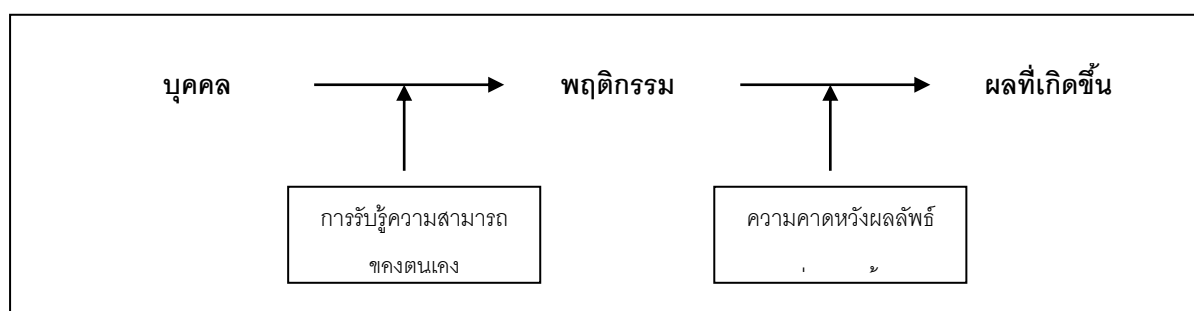 บุคคล พฤติกรรม ผลที่เกิดขึ้น
การรับรู้ความสามารถ
ของตนเอง
ความคาดหวังผลลัพธ์